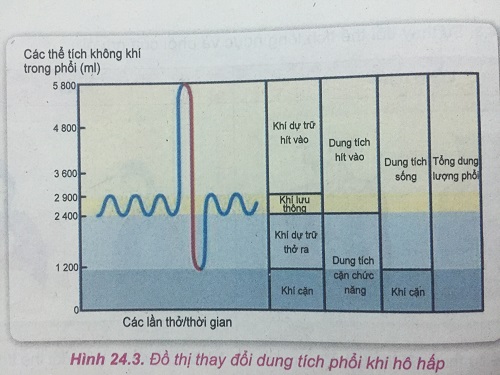 Các thể tích không khí
trong phổi (ml)
5 800
4 800
3 600
2 900
2 400
1 200
0
Khí dự trữ
hít vào
Khí lưu
thông
Khí dự trữ
thở ra
Khí cặn
Dung tích
hít vào
Dung tích
cặn chức
năng
Dung tích
sống
Khí cặn
Tổng dung
lượng phổi
Các lần thở/thời gian
Hình 24.3. Đồ thị thay đổi dung tích phổi khi hô hấp